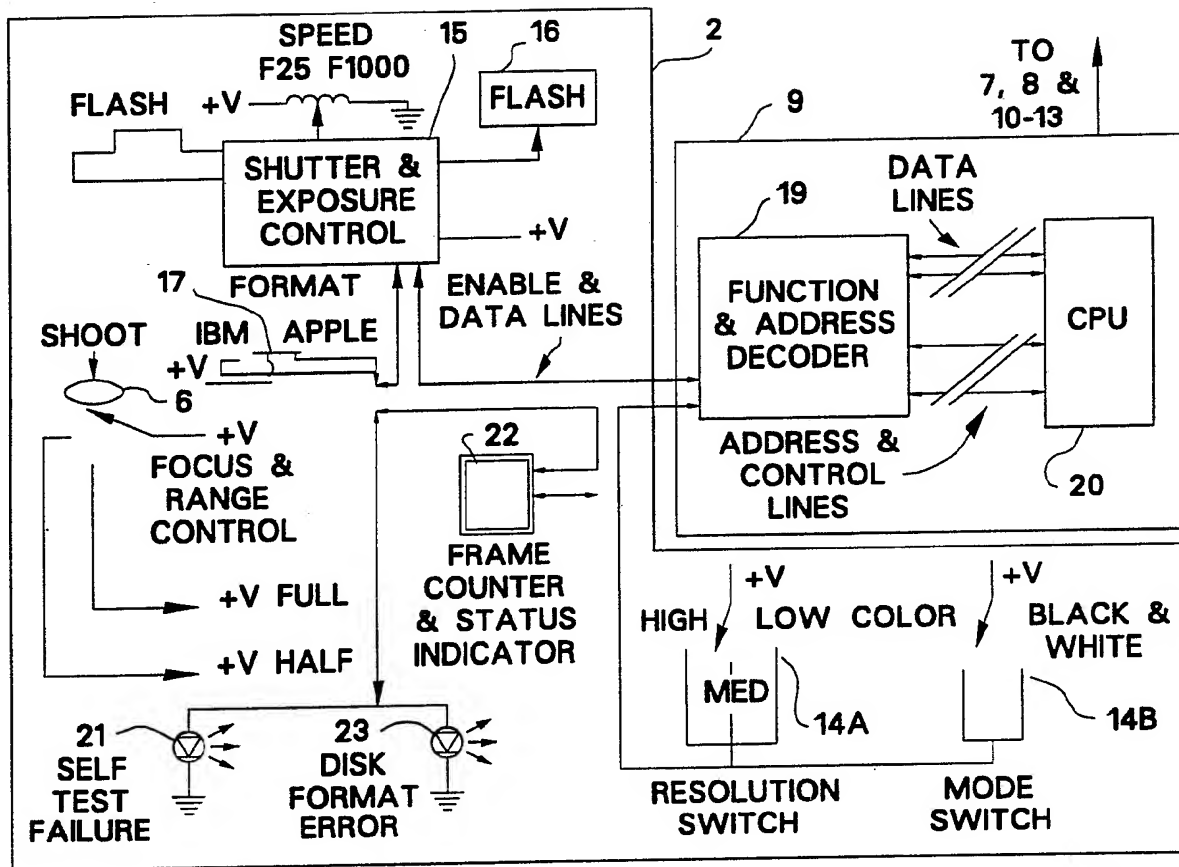 SPEED
F25 F1000
15
16
2
TO
7, 8 &
10-13
FLASH
+V
FLASH
9
SHUTTER &
EXPOSURE
CONTROL
+V
DATA
LINES
19
FUNCTION
& ADDRESS
DECODER
CPU
17
FORMAT
IBM APPLE
ENABLE &
DATA LINES
SHOOT
+V
6
+V
FOCUS &
RANGE
CONTROL
22
ADDRESS &
CONTROL
LINES
20
FRAME
COUNTER
& STATUS
INDICATOR
+V FULL
+V HALF
+V
HIGH
LOW
MED
14A
COLOR
+V
BLACK &
WHITE
14B
21
SELF
TEST
FAILURE
23
DISK
FORMAT
ERROR
RESOLUTION
SWITCH
MODE
SWITCH